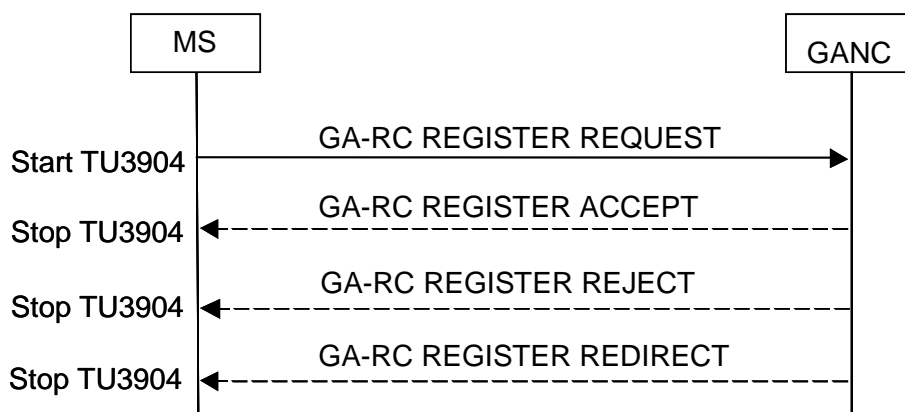 MS
GANC
GA-RC REGISTER REQUEST
Start TU3904
GA-RC REGISTER ACCEPT
Stop TU3904
GA-RC REGISTER REJECT
Stop TU3904
GA-RC REGISTER REDIRECT
Stop TU3904